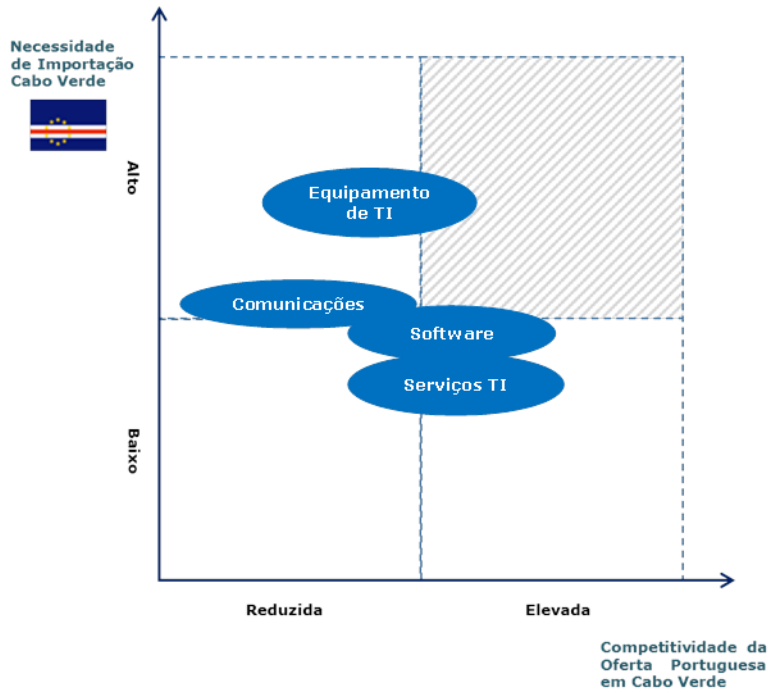 Necessidade
de Importação
Cabo Verde
Alto
Equipamento
de TI
Comunicações
Software
Serviços TI
Baixo
Reduzida
Elevada
Competitividade da
Oferta Portuguesa
em Cabo Verde